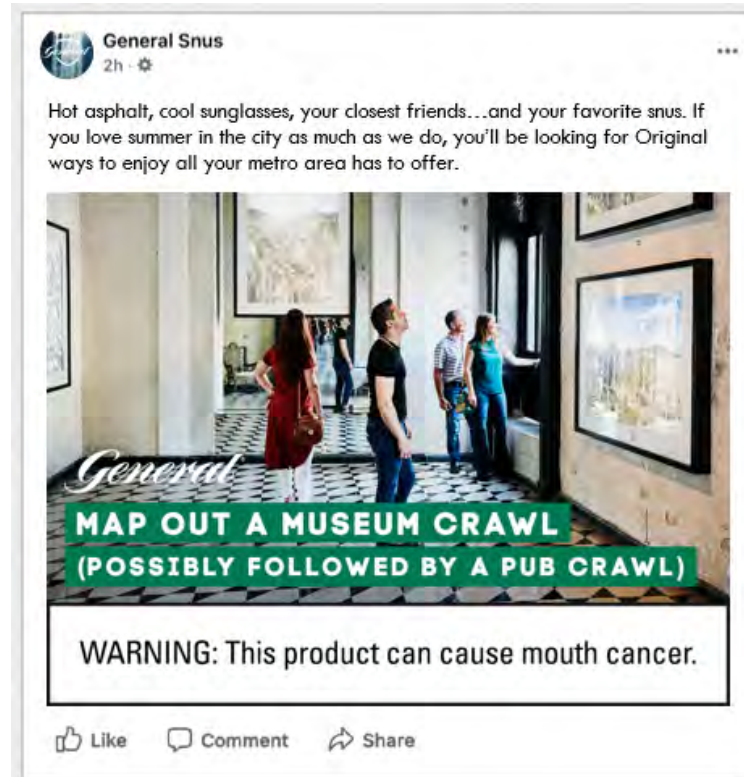 General
General Snus
2h ·
Hot asphalt, cool sunglasses, your closest friends...and your favorite snus. If
you love summer in the city as much as we do, you'll be looking for Original
ways to enjoy all your metro area has to offer.
General
MAP OUT A MUSEUM CRAWL
(POSSIBLY FOLLOWED BY A PUB CRAWL)
WARNING: This product can cause mouth cancer.
Like Comment Share